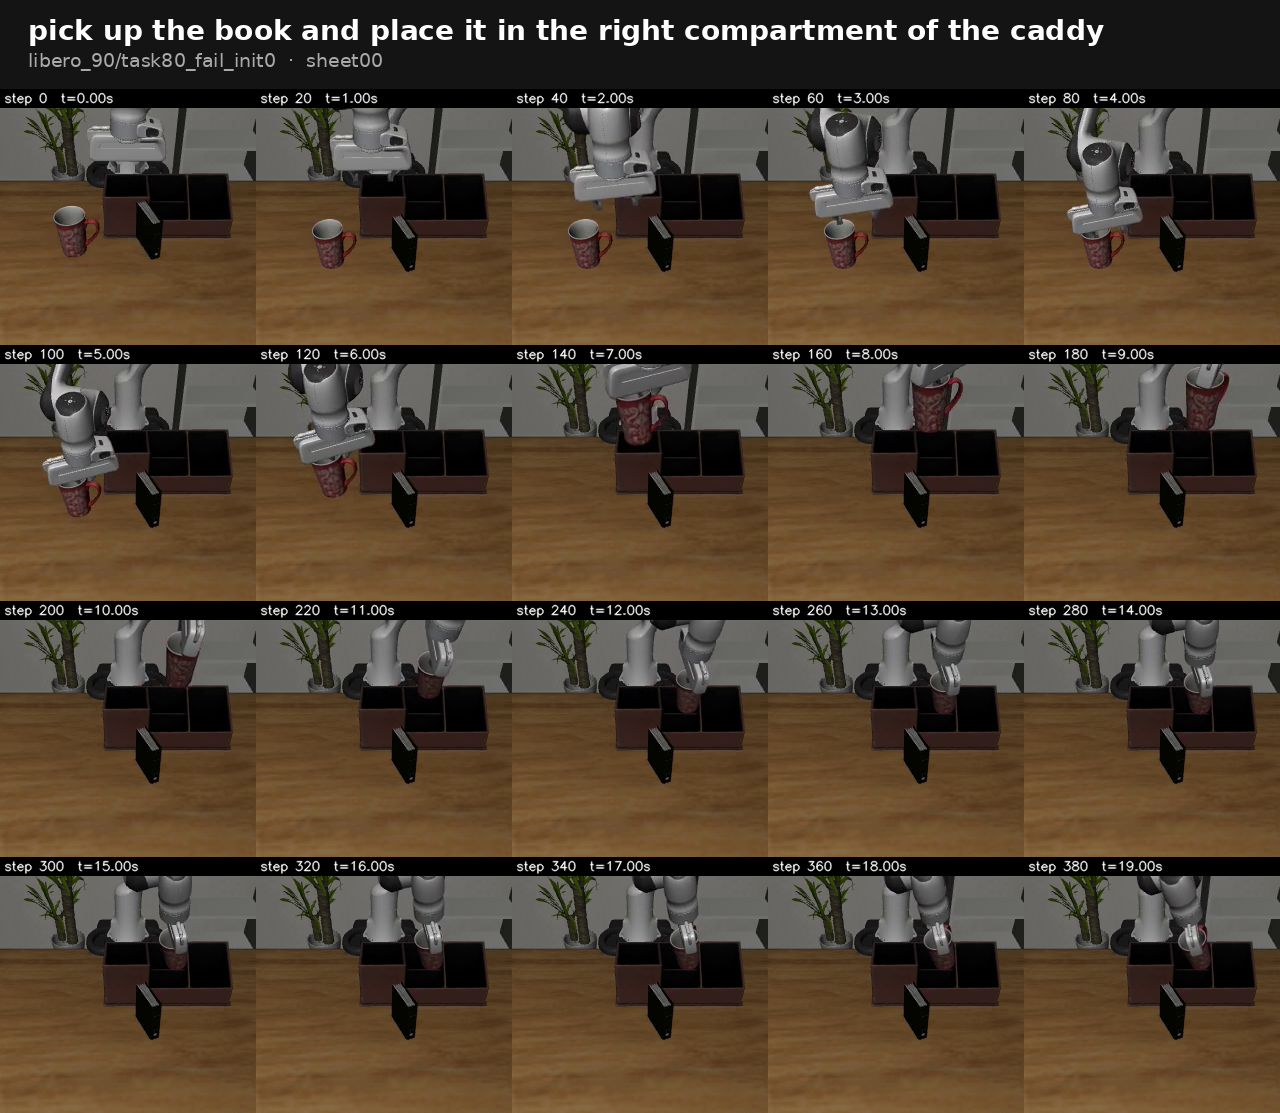 pick up the book and place it in the right compartment of the caddy
libero_90/task80_fail_init0 · sheet00
step 0 t=0.00s
step 20 t=1.00s
step 40 t=2.00s
step 60 t=3.00s
step 80 t=4.00s
step 100 t=5.00s
step 120 t=6.00s
step 140 t=7.00s
step 160 t=8.00s
step 180 t=9.00s
step 200 t=10.00s
step 220 t=11.00s
step 240 t=12.00s
step 260 t=13.00s
step 280 t=14.00s
step 300 t=15.00s
step 320 t=16.00s
step 340 t=17.00s
step 360 t=18.00s
step 380 t=19.00s